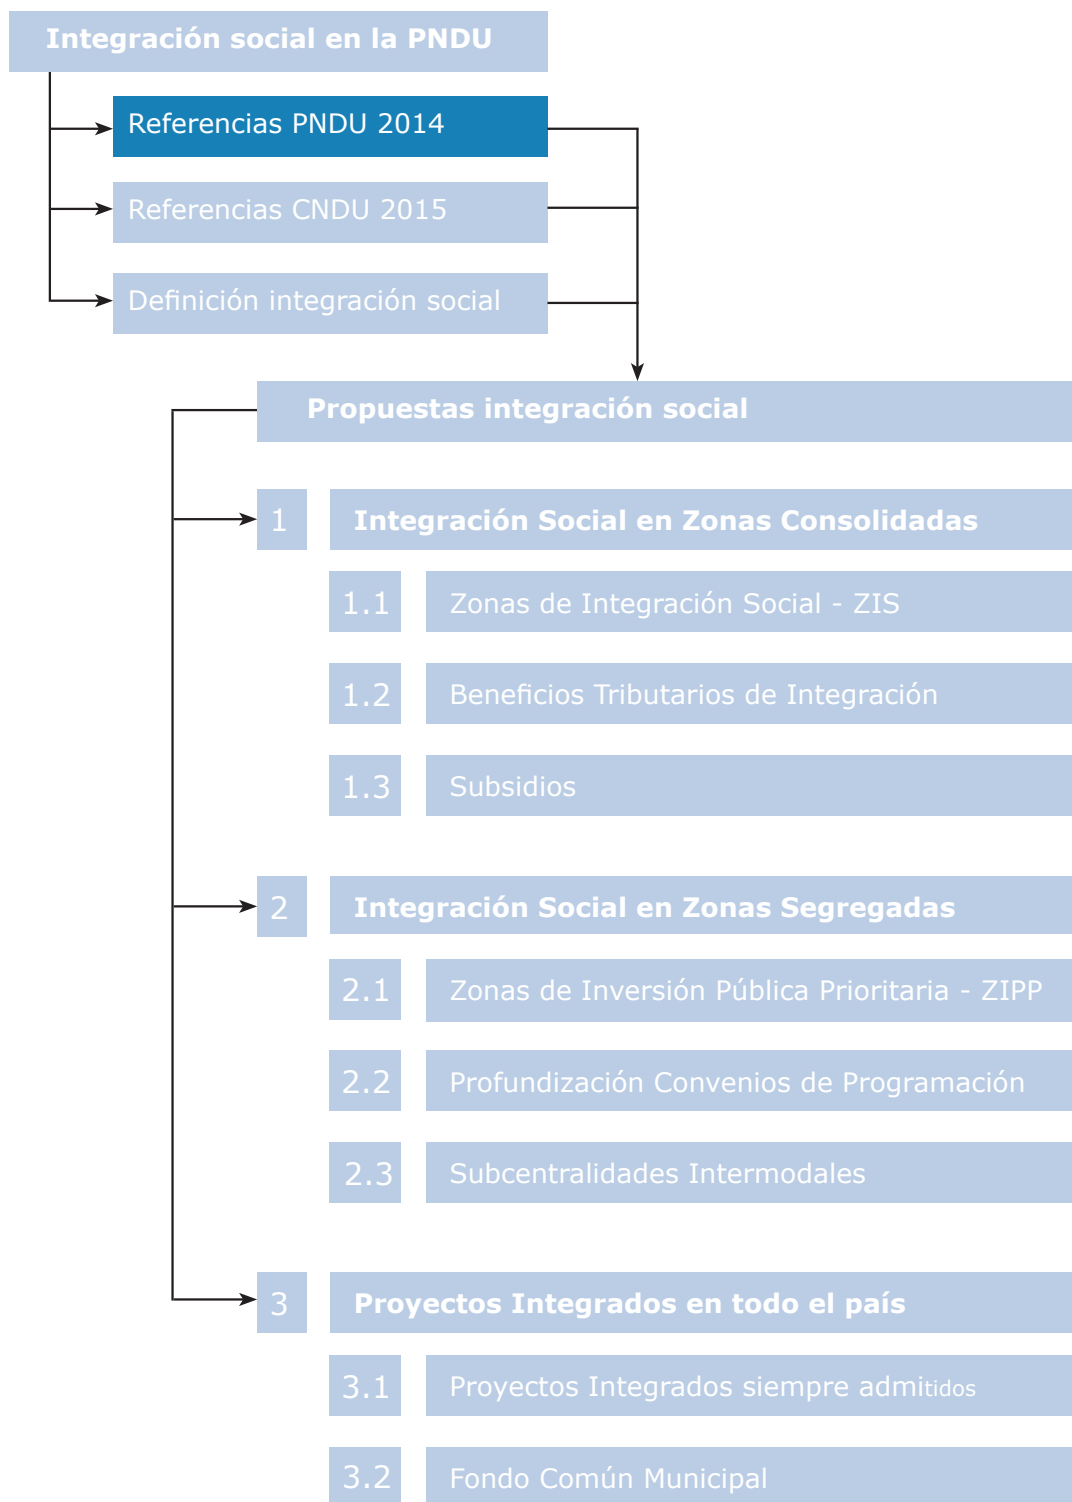 Integración social en la PNDU
Referencias PNDU 2014
Referencias CNDU 2015
Definición integración social
Propuestas integración social
1 Integración Social en Zonas Consolidadas
1.1 Zonas de Integración Social - ZIS
1.2 Beneficios Tributarios de Integración
1.3 Subsidios
2 Integración Social en Zonas Segregadas
2.1 Zonas de Inversión Pública Prioritaria - ZIPP
2.2 Profundización Convenios de Programación
2.3 Subcentralidades Intermodales
3 Proyectos Integrados en todo el país
3.1 Proyectos Integrados siempre admitidos
3.2 Fondo Común Municipal